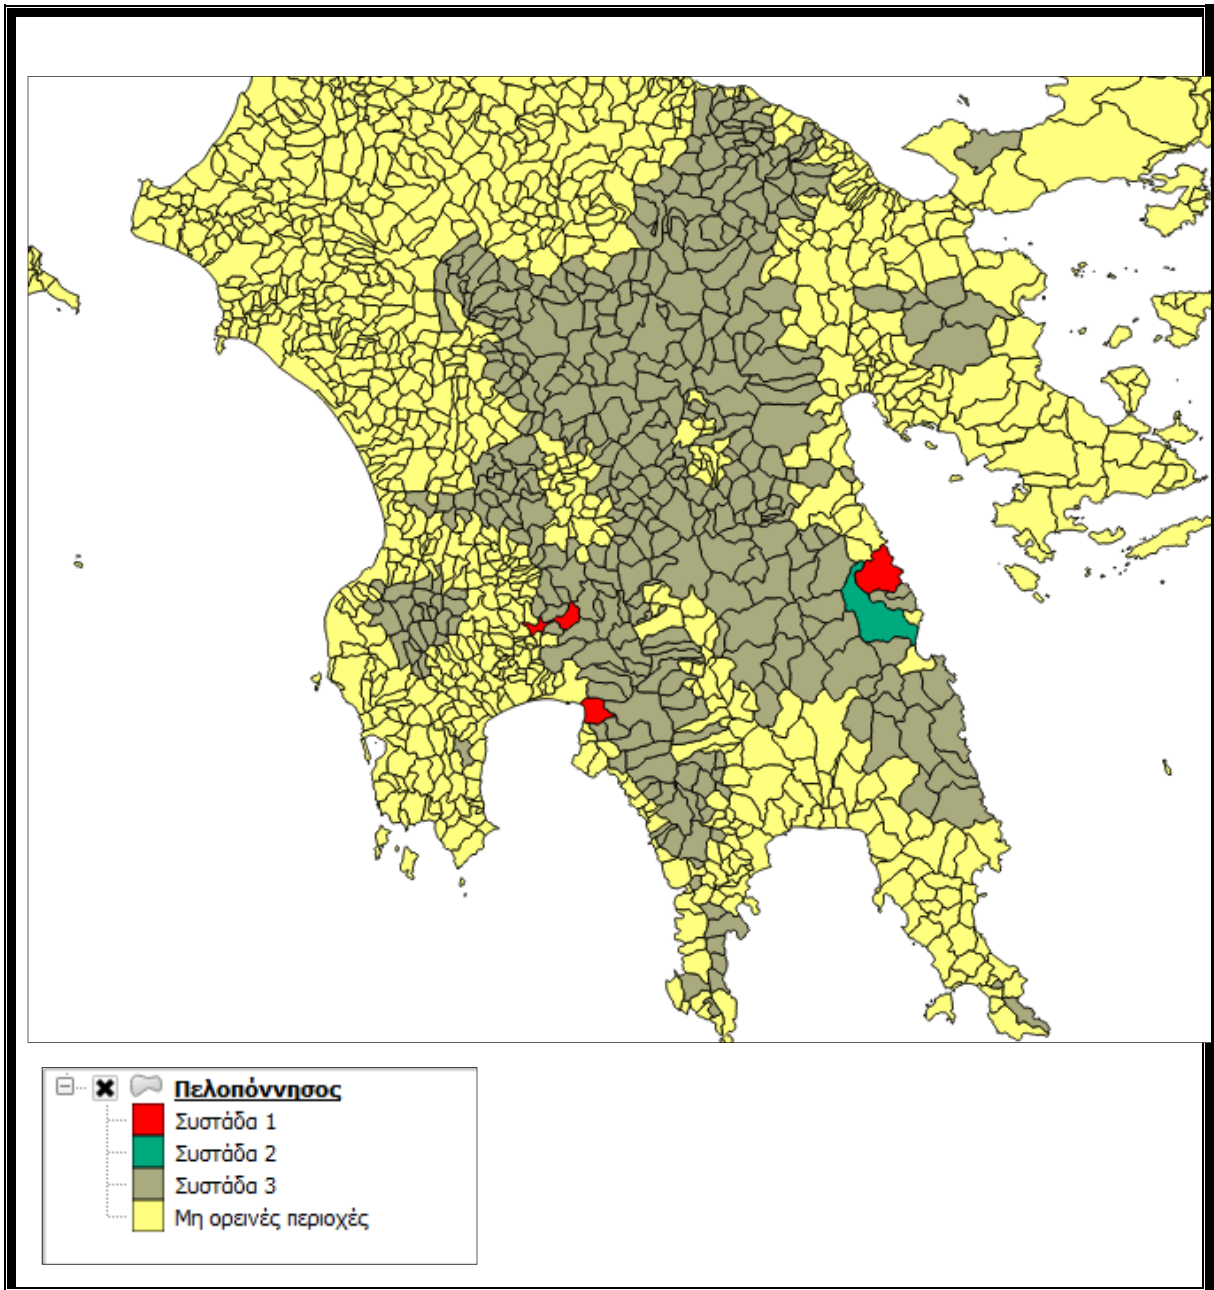 Πελοπόννησος
Συστάδα 1
Συστάδα 2
Συστάδα 3
Μη ορεινές περιοχές